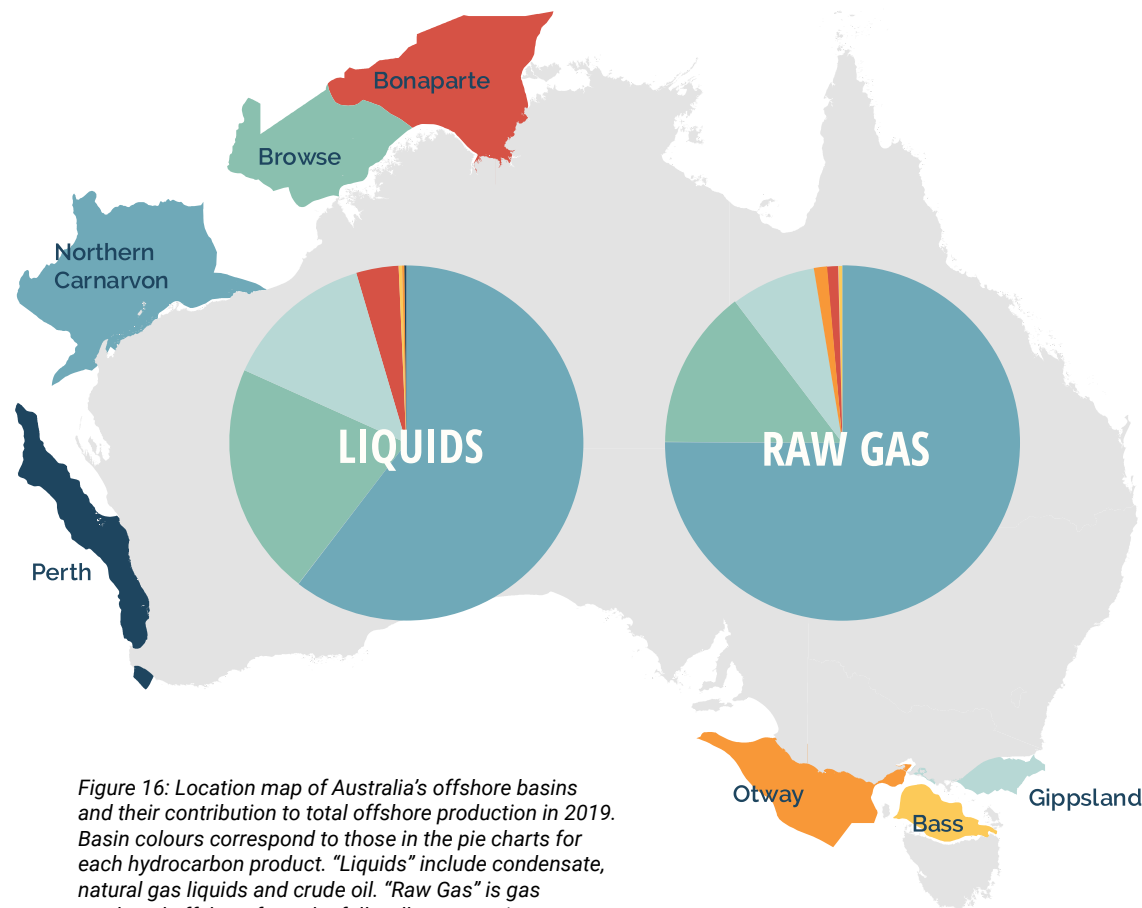 Bonaparte
Browse
Northern
Carnarvon
LIQUIDS
RAW GAS
Perth
Otway
Bass
Gippsland
Figure 16: Location map of Australia’s offshore basins
and their contribution to total offshore production in 2019.
Basin colours correspond to those in the pie charts for
each hydrocarbon product. “Liquids” include condensate,
natural gas liquids and crude oil. “Raw Gas” is gas